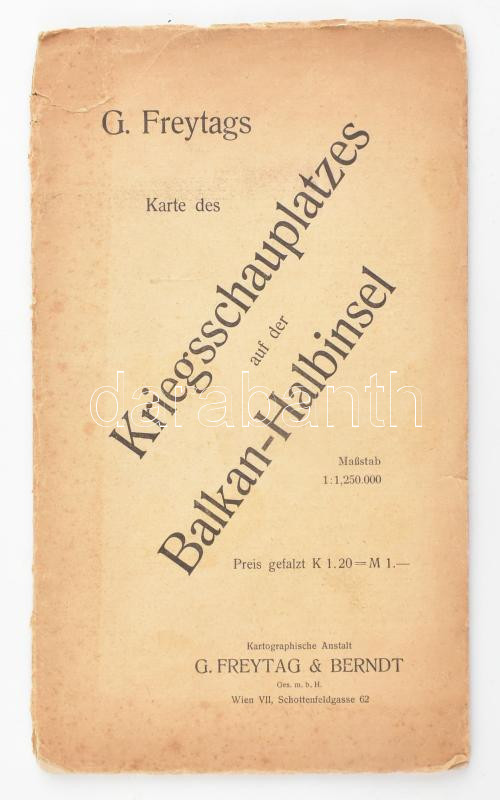 G. Freytags
Karte des
Kriegsschauplatzes
auf der
Balkan-Halbinsel
darabanth
Maßstab
1:1,250.000
Preis gefalzt K 1.20=M 1.—
Kartographische Anstalt
G. FREYTAG & BERNDT
Ges. m. b. H.
Wien VII, Schottenfeldgasse 62